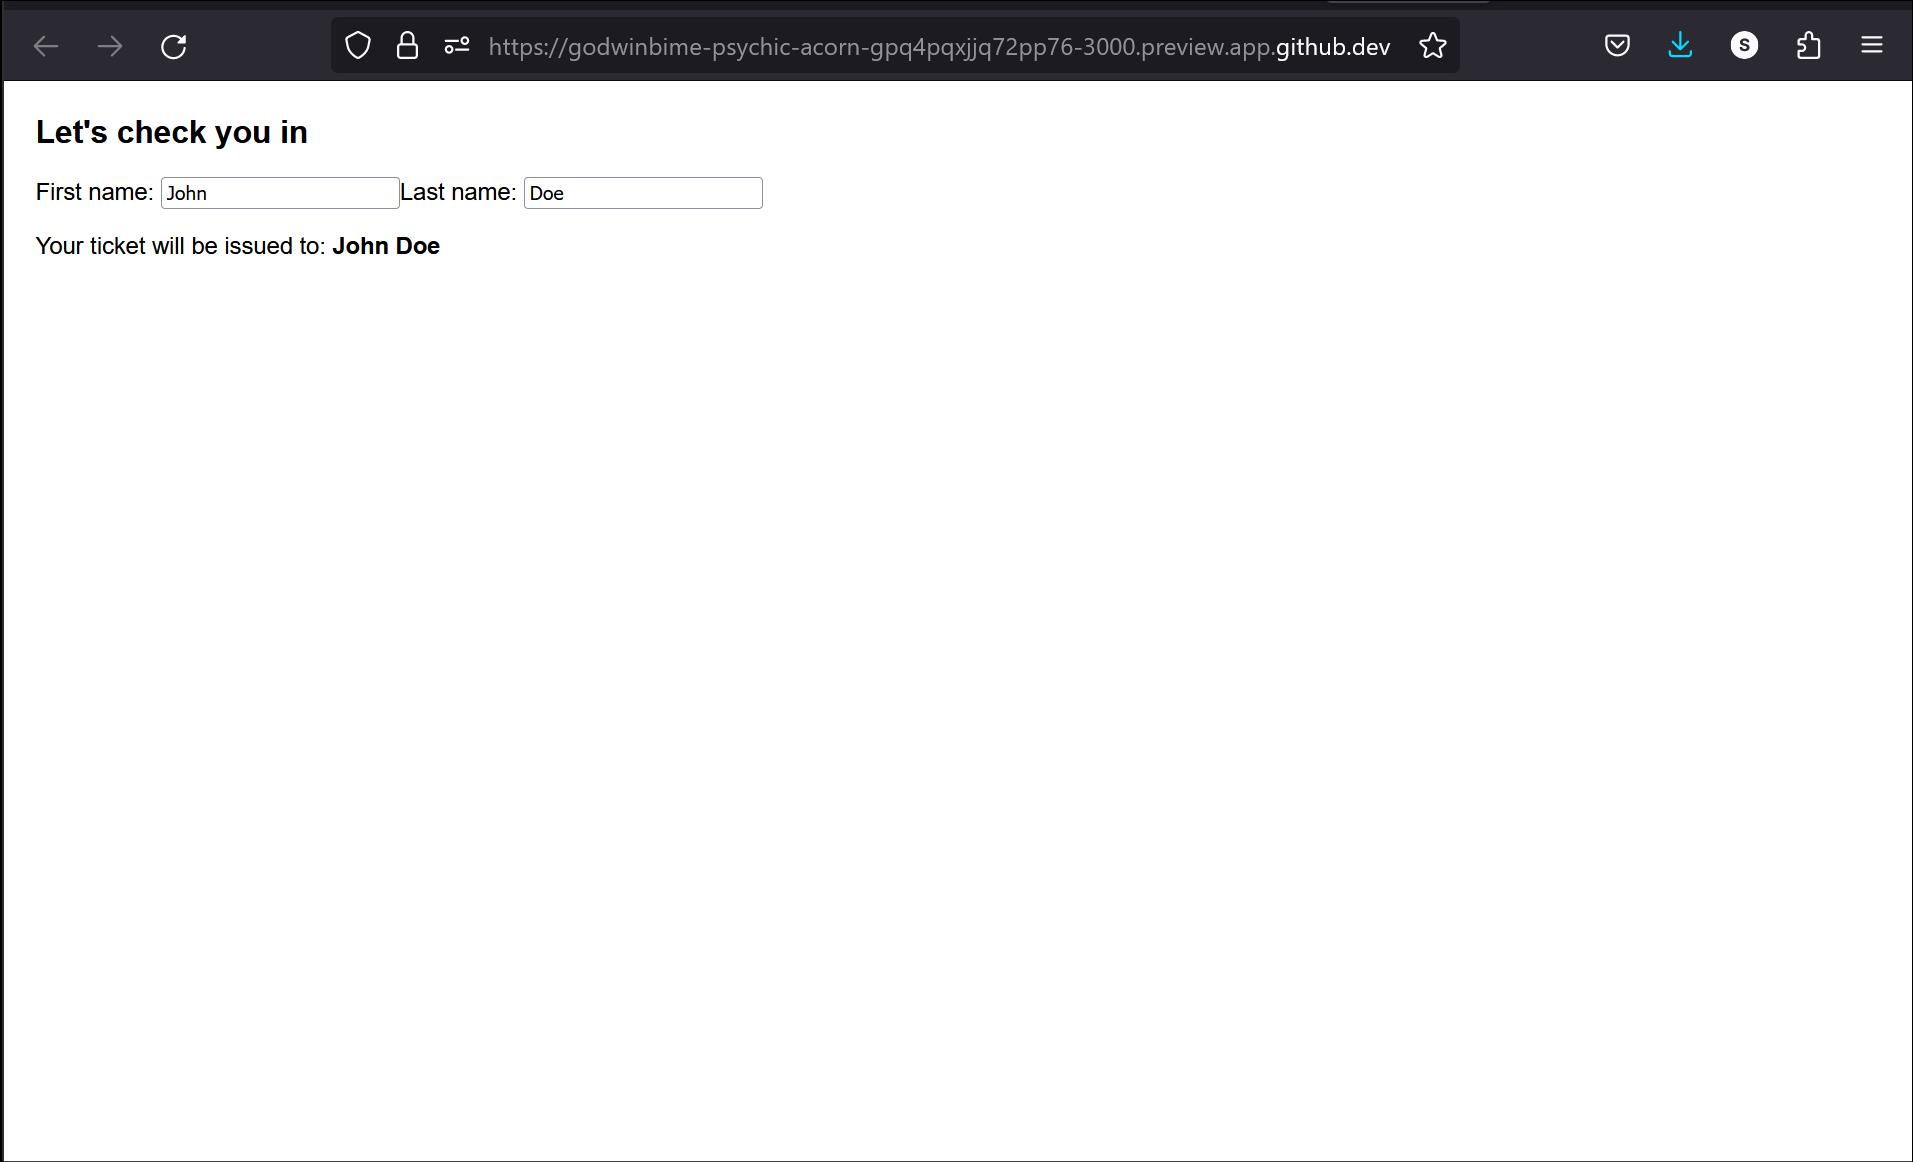 https://godwinbime-psychic-acorn-gpq4pqxjjq72pp76-3000.preview.app.github.dev
S
Let's check you in
First name: John Last name: Doe
Your ticket will be issued to: John Doe